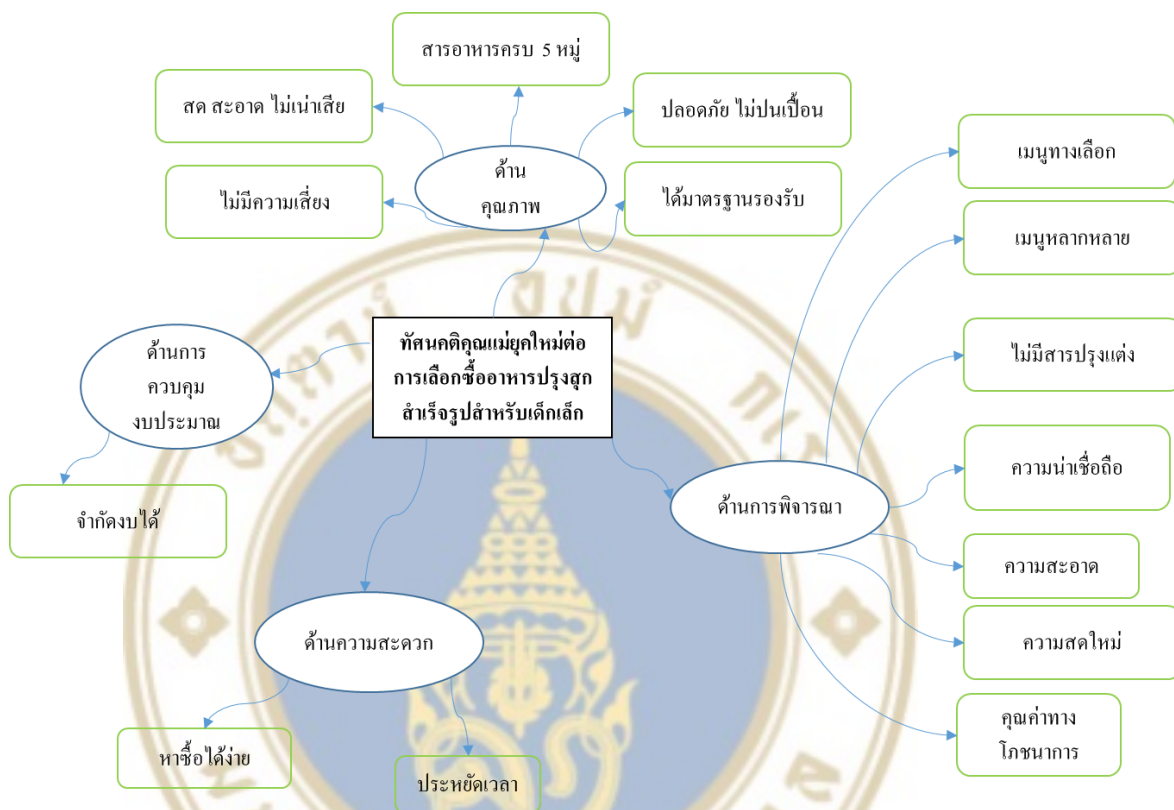 สารอาหารครบ 5 หมู่
สด สะอาด ไม่เน่าเสีย
ปลอดภัย ไม่ปนเปื้อน
ไม่มีความเสี่ยง
ด้าน
คุณภาพ
ได้มาตรฐานรองรับ
เมนูทางเลือก
เมนูหลากหลาย
ไม่มีสารปรุงแต่ง
ความน่าเชื่อถือ
ความสะอาด
ความสดใหม่
คุณค่าทาง
โภชนาการ
ทัศนคติคุณแม่ยุคใหม่ต่อ
การเลือกซื้ออาหารปรุงสุก
สำเร็จรูปสำหรับเด็กเล็ก
ด้านการพิจารณา
ด้านการ
ควบคุม
งบประมาณ
จำกัดงบได้
ด้านความสะดวก
หาซื้อได้ง่าย
ประหยัดเวลา